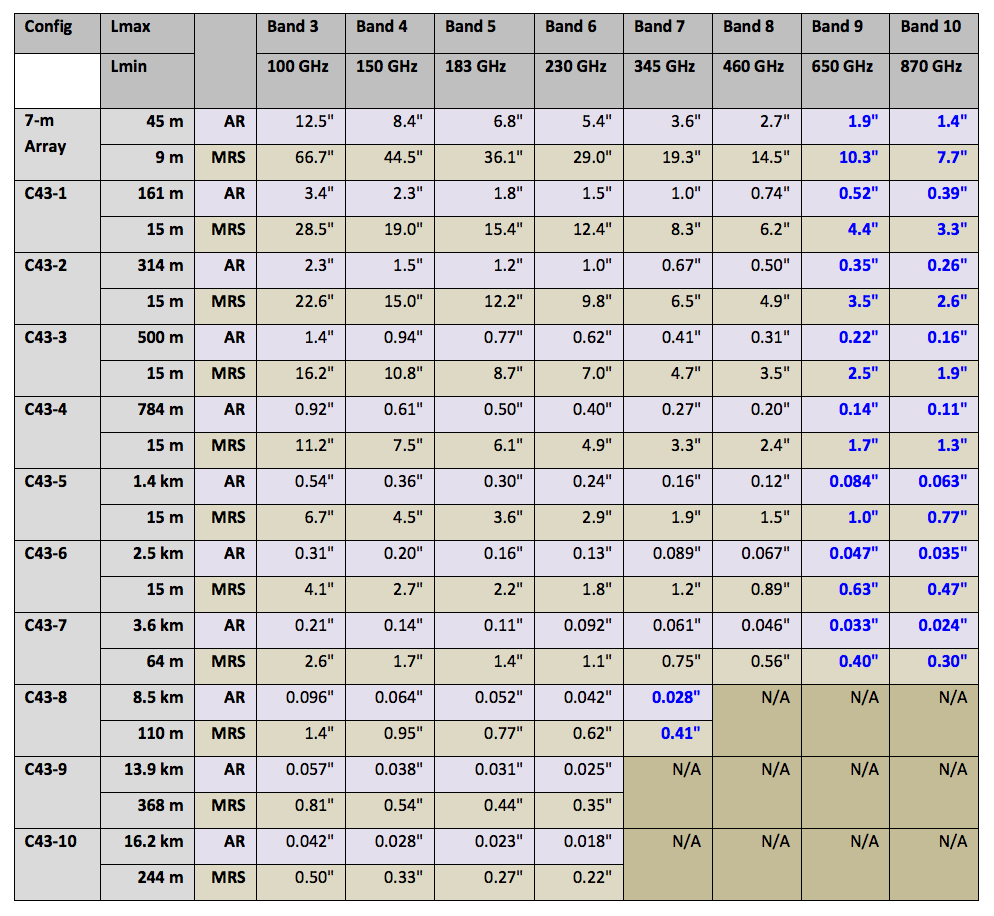 Config Lmax Band 3 Band 4 Band 5 Band 6 Band 7 Band 8 Band 9 Band 10
Lmin 100 GHz 150 GHz 183 GHz 230 GHz 345 GHz 460 GHz 650 GHz 870 GHz
7-m Array 45 m AR 12.5" 8.4" 6.8" 5.4" 3.6" 2.7" 1.9" 1.4"
9 m MRS 66.7" 44.5" 36.1" 29.0" 19.3" 14.5" 10.3" 7.7"
C43-1 161 m AR 3.4" 2.3" 1.8" 1.5" 1.0" 0.74" 0.52" 0.39"
15 m MRS 28.5" 19.0" 15.4" 12.4" 8.3" 6.2" 4.4" 3.3"
C43-2 314 m AR 2.3" 1.5" 1.2" 1.0" 0.67" 0.50" 0.35" 0.26"
15 m MRS 22.6" 15.0" 12.2" 9.8" 6.5" 4.9" 3.5" 2.6"
C43-3 500 m AR 1.4" 0.94" 0.77" 0.62" 0.41" 0.31" 0.22" 0.16"
15 m MRS 16.2" 10.8" 8.7" 7.0" 4.7" 3.5" 2.5" 1.9"
C43-4 784 m AR 0.92" 0.61" 0.50" 0.40" 0.27" 0.20" 0.14" 0.11"
15 m MRS 11.2" 7.5" 6.1" 4.9" 3.3" 2.4" 1.7" 1.3"
C43-5 1.4 km AR 0.54" 0.36" 0.30" 0.24" 0.16" 0.12" 0.084" 0.063"
15 m MRS 6.7" 4.5" 3.6" 2.9" 1.9" 1.5" 1.0" 0.77"
C43-6 2.5 km AR 0.31" 0.20" 0.16" 0.13" 0.089" 0.067" 0.047" 0.035"
15 m MRS 4.1" 2.7" 2.2" 1.8" 1.2" 0.89" 0.63" 0.47"
C43-7 3.6 km AR 0.21" 0.14" 0.11" 0.092" 0.061" 0.046" 0.033" 0.024"
64 m MRS 2.6" 1.7" 1.4" 1.1" 0.75" 0.56" 0.40" 0.30"
C43-8 8.5 km AR 0.096" 0.064" 0.052" 0.042" 0.028" N/A N/A N/A
110 m MRS 1.4" 0.95" 0.77" 0.62" 0.41"
C43-9 13.9 km AR 0.057" 0.038" 0.031" 0.025" N/A N/A N/A N/A
368 m MRS 0.81" 0.54" 0.44" 0.35"
C43-10 16.2 km AR 0.042" 0.028" 0.023" 0.018" N/A N/A N/A N/A
244 m MRS 0.50" 0.33" 0.27" 0.22"